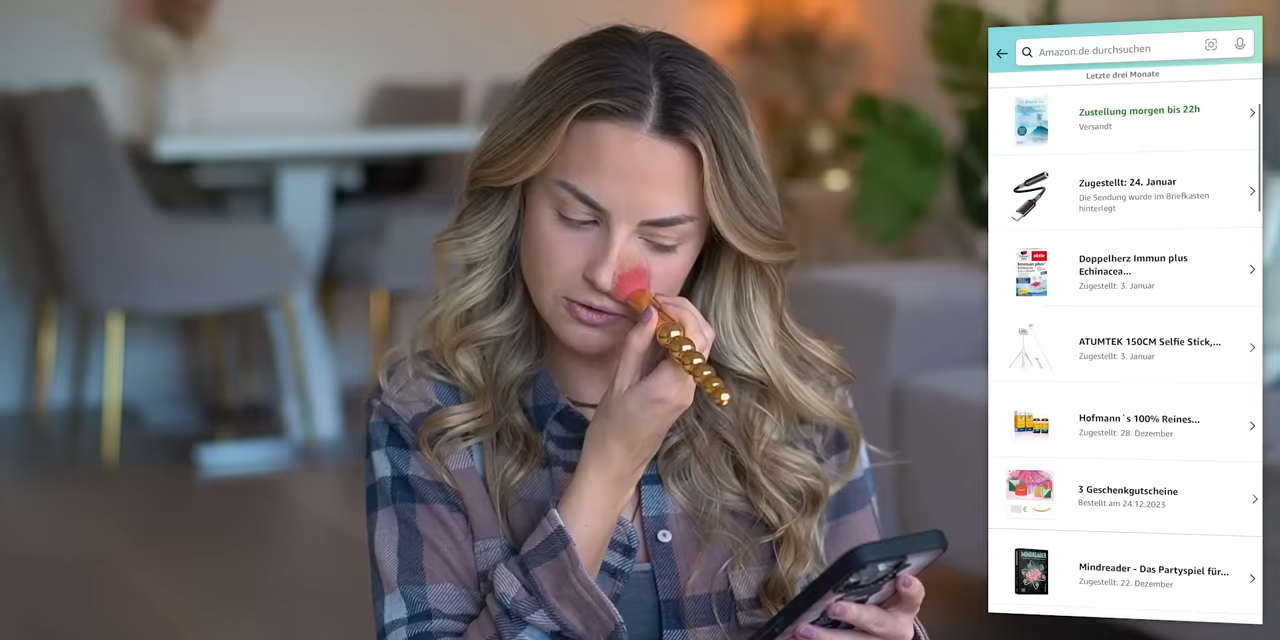 Amazon.de durchsuchen
Letzte drei Monate
Zustellung morgen bis 22h
Versandt
Zugestellt: 24. Januar
Die Sendung wurde im Briefkasten
hinterlegt
Doppelherz Immun plus
Echinacea...
Zugestellt: 3. Januar
ATUMTEK 150CM Selfie Stick,...
Zugestellt: 3. Januar
Hofmann`s 100% Reines...
Zugestellt: 28. Dezember
3 Geschenkgutscheine
Bestellt am 24.12.2023
MINDREADER
Mindreader - Das Partyspiel für...
Zugestellt: 22. Dezember